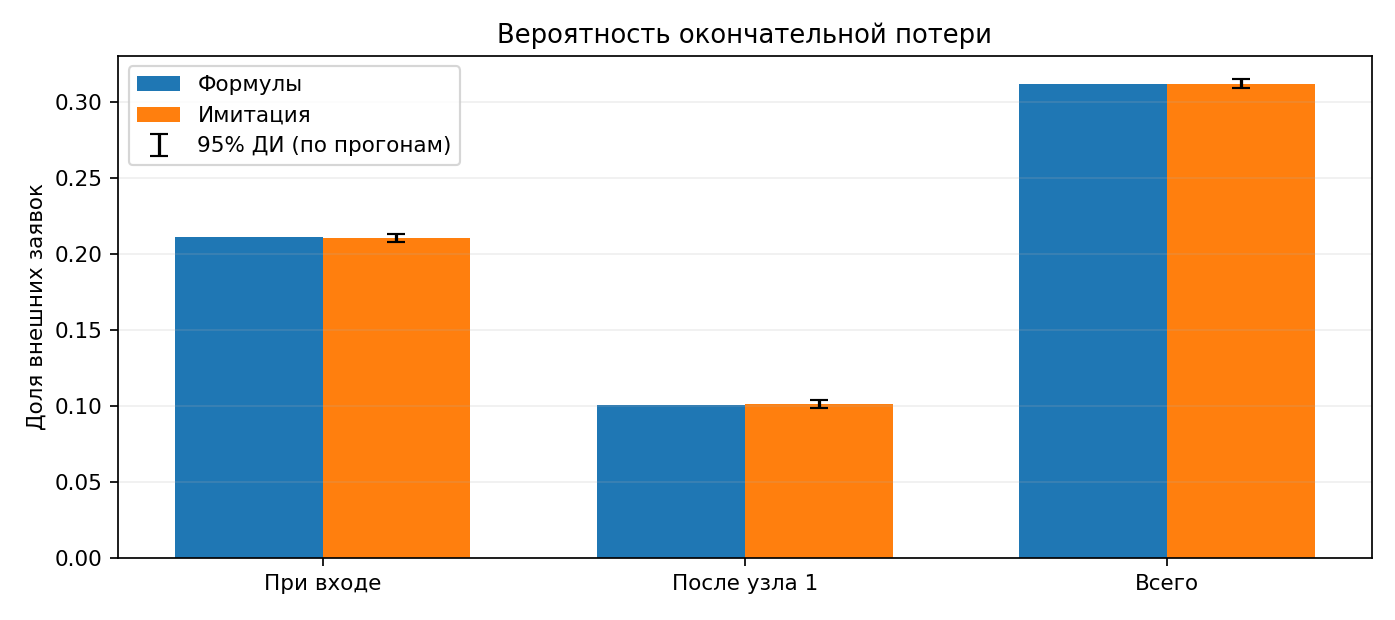 Вероятность окончательной потери
Формулы
Имитация
95% ДИ (по прогонам)
Доля внешних заявок
0.30
0.25
0.20
0.15
0.10
0.05
0.00
При входе
После узла 1
Всего